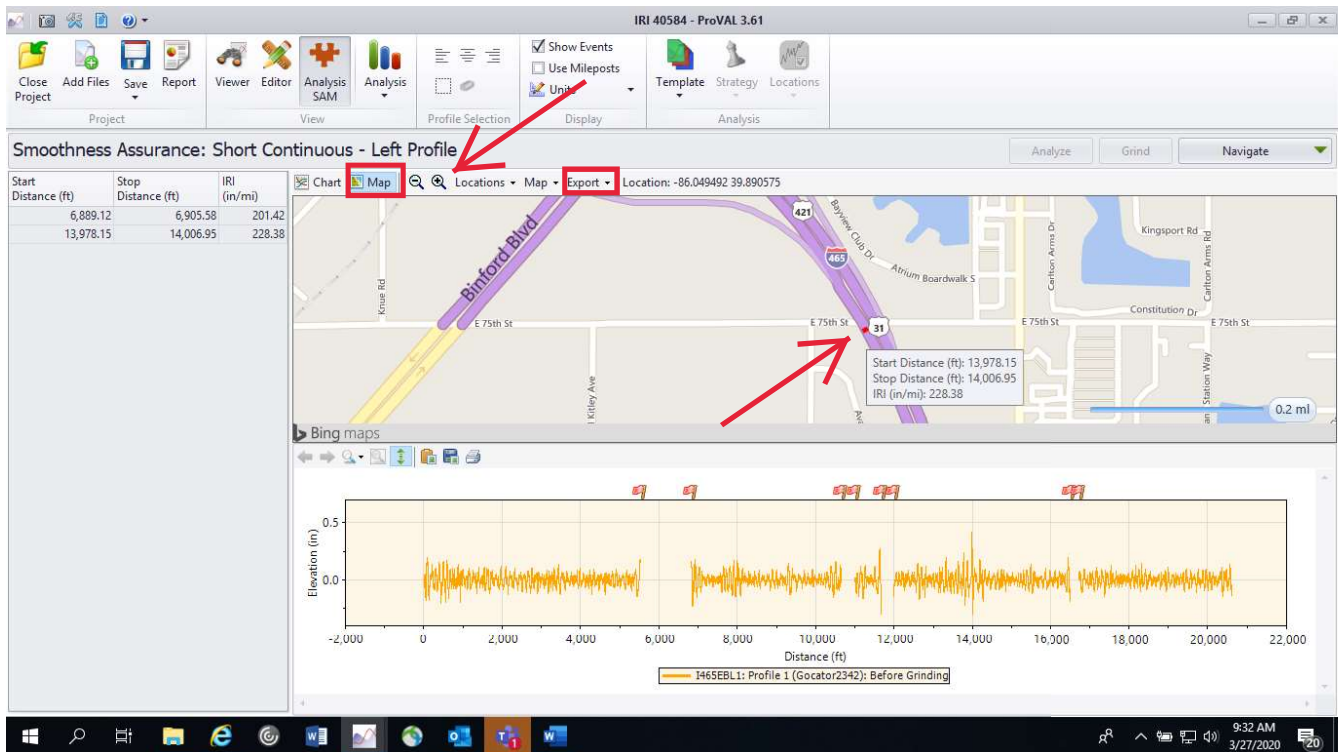 IRI 40584 - ProVAL 3.61
Close Project
Add Files
Save
Report
Viewer
Editor
Analysis SAM
Analysis
Show Events
Use Mileposts
Units
Template
Strategy
Locations
Project
View
Profile Selection
Display
Analysis
Smoothness Assurance: Short Continuous - Left Profile
Analyze
Grind
Navigate
Start Distance (ft)
Stop Distance (ft)
IRI (in/mi)
6,889.12 6,905.58 201.42
13,978.15 14,006.95 228.38
Chart
Map
Locations
Map
Export
Location: -86.049492 39.890575
421
Bayview Club Dr
465
Atrium Boardwalk S
Carlton Arms Dr
Kingsport Rd
Carlton Arms Rd
Binford Blvd
Knue Rd
Constitution Dr
E 75th St
E 75th St
31
E 75th St
E 75th St
Start Distance (ft): 13,978.15
Stop Distance (ft): 14,006.95
IRI (in/mi): 228.38
Kitley Ave
Station Way
0.2 mi
Bing maps
Elevation (in)
0.5
0.0
-2,000 0 2,000 4,000 6,000 8,000 10,000 12,000 14,000 16,000 18,000 20,000 22,000
Distance (ft)
I465EBL1: Profile 1 (Gocator2342): Before Grinding
9:32 AM
3/27/2020
20